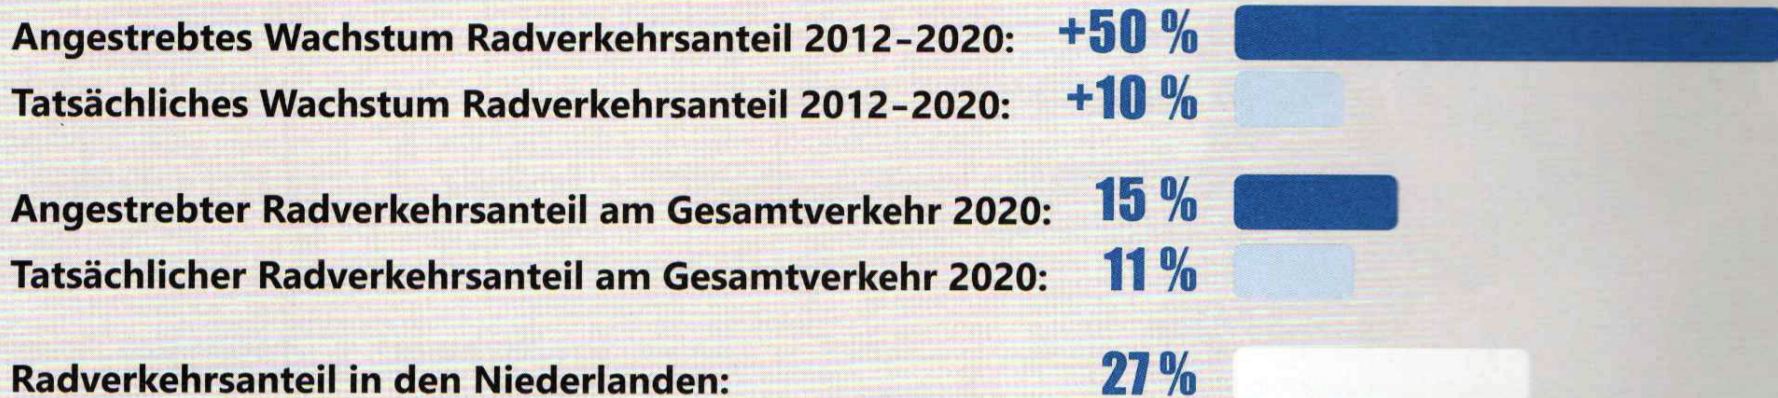 Angestrebtes Wachstum Radverkehrsanteil 2012–2020: +50 %
Tatsächliches Wachstum Radverkehrsanteil 2012–2020: +10 %
Angestrebter Radverkehrsanteil am Gesamtverkehr 2020: 15 %
Tatsächlicher Radverkehrsanteil am Gesamtverkehr 2020: 11 %
Radverkehrsanteil in den Niederlanden: 27 %